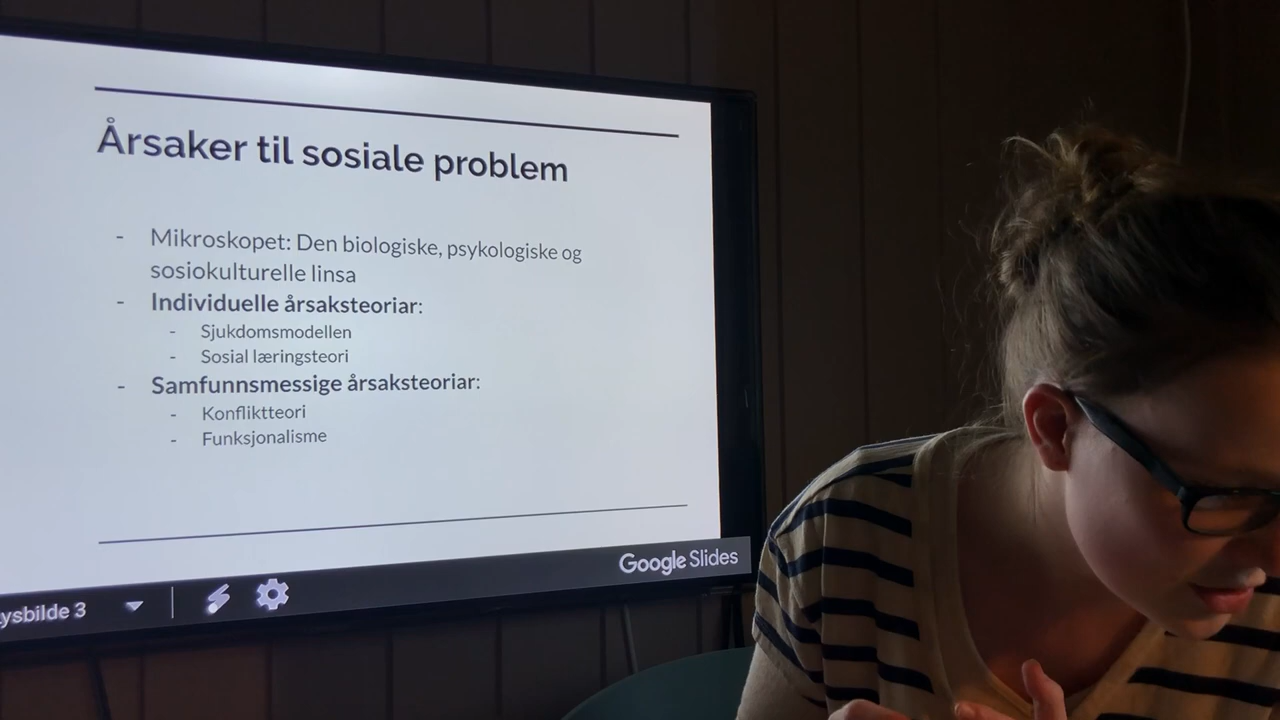 Årsaker til sosiale problem
- Mikroskopet: Den biologiske, psykologiske og
sosiokulturelle linsa
- Individuelle årsaksteoriar:
- Sjukdomsmodellen
- Sosial læringsteori
- Samfunnsmessige årsaksteoriar:
- Konfliktteori
- Funksjonalisme
Google Slides
ysbilde 3